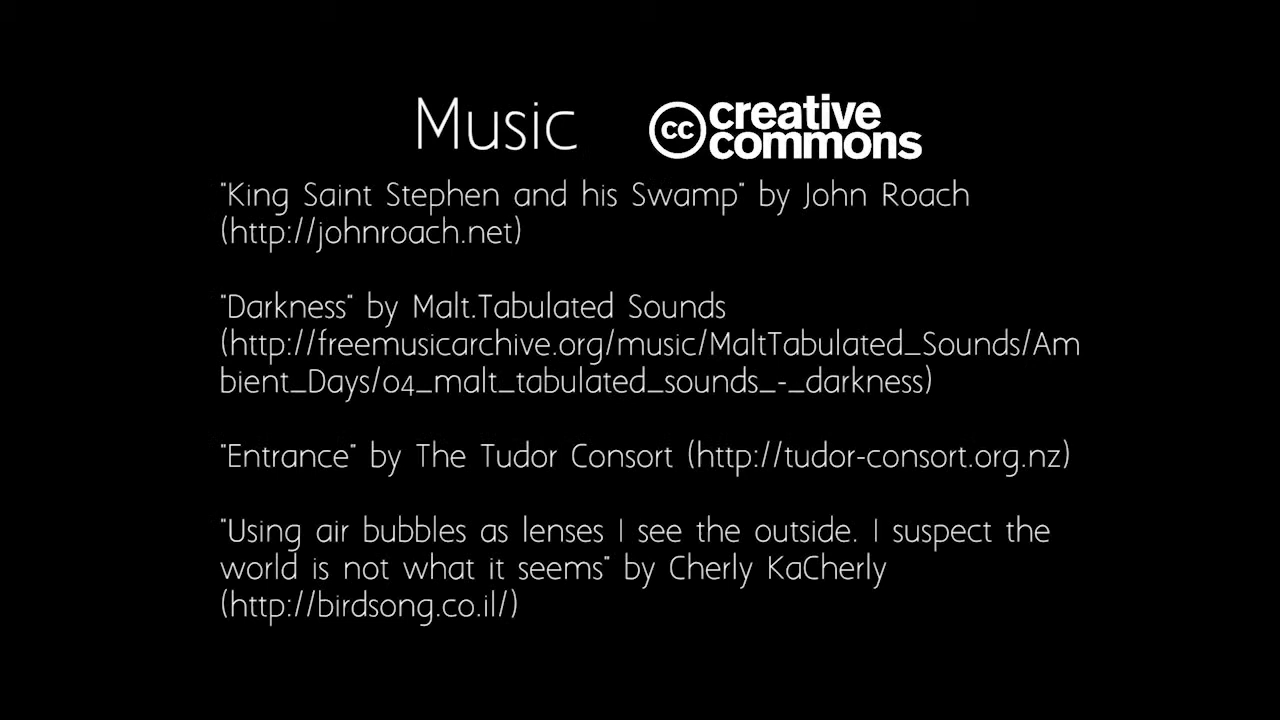 Music
cc creative
commons
"King Saint Stephen and his Swamp" by John Roach
(http://johnroach.net)
"Darkness" by Malt.Tabulated Sounds
(http://freemusicarchive.org/music/MaltTabulated_Sounds/Am
bient_Days/04_malt_tabulated_sounds_-_darkness)
"Entrance" by The Tudor Consort (http://tudor-consort.org.nz)
"Using air bubbles as lenses I see the outside. I suspect the
world is not what it seems" by Cherly KaCherly
(http://birdsong.co.il/)